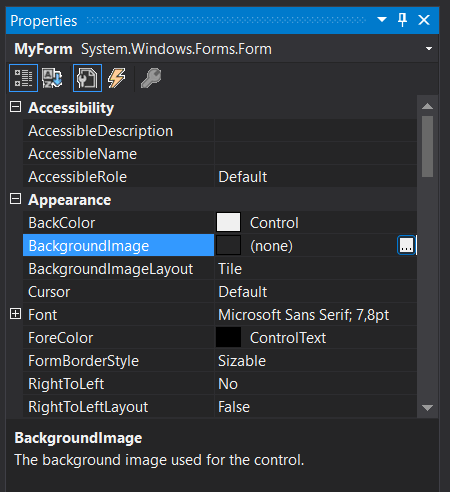 Properties
MyForm System.Windows.Forms.Form
Accessibility
AccessibleDescription
AccessibleName
AccessibleRole Default
Appearance
BackColor Control
BackgroundImage (none) ...
BackgroundImageLayout Tile
Cursor Default
Font Microsoft Sans Serif; 7,8pt
ForeColor ControlText
FormBorderStyle Sizable
RightToLeft No
RightToLeftLayout False
BackgroundImage
The background image used for the control.